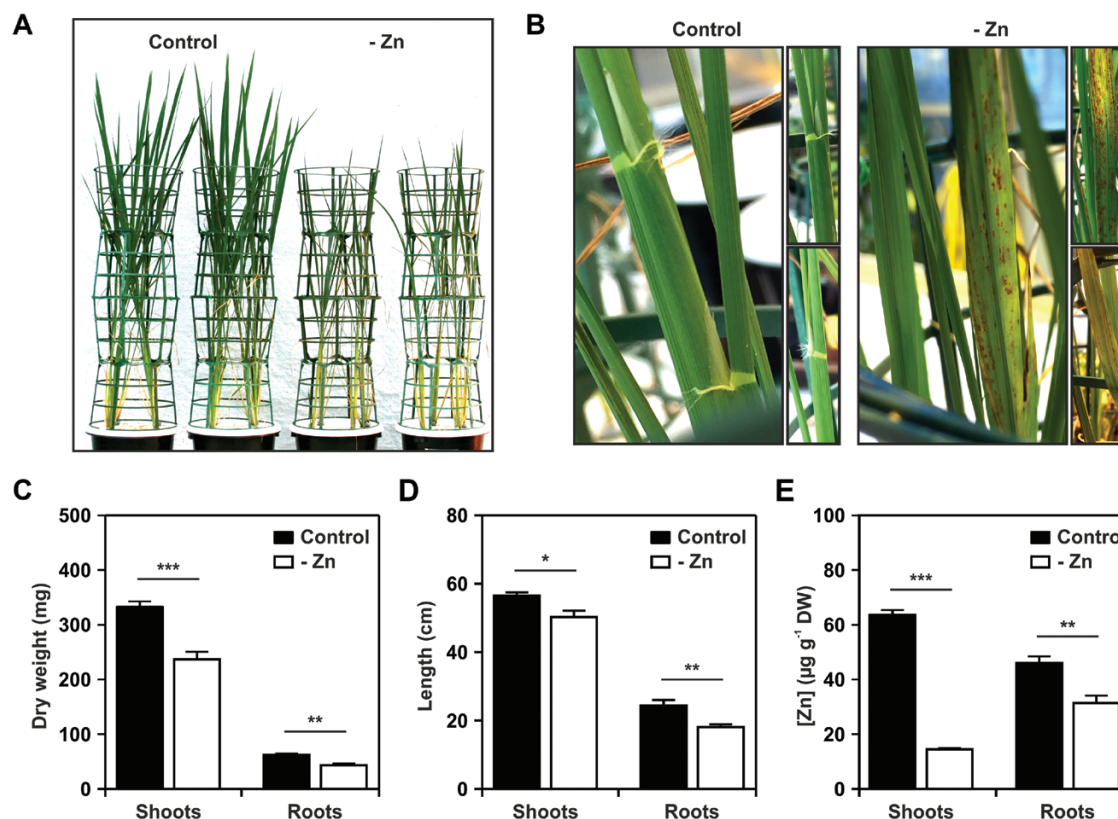 A
Control
- Zn
B
Control
- Zn
C
500
400
300
200
100
0
Dry weight (mg)
Control
- Zn
***
**
Shoots
Roots
D
80
60
40
20
0
Length (cm)
Control
- Zn
*
**
Shoots
Roots
E
100
80
60
40
20
0
[Zn] (µg g⁻¹ DW)
Contro
- Zn
***
**
Shoots
Roots